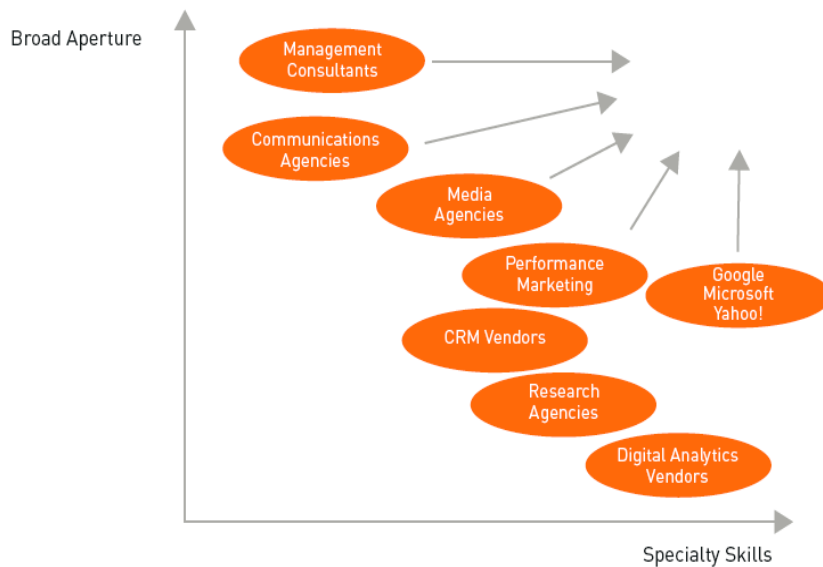 Broad Aperture
Management
Consultants
Communications
Agencies
Media
Agencies
Performance
Marketing
Google
Microsoft
Yahoo!
CRM Vendors
Research
Agencies
Digital Analytics
Vendors
Specialty Skills